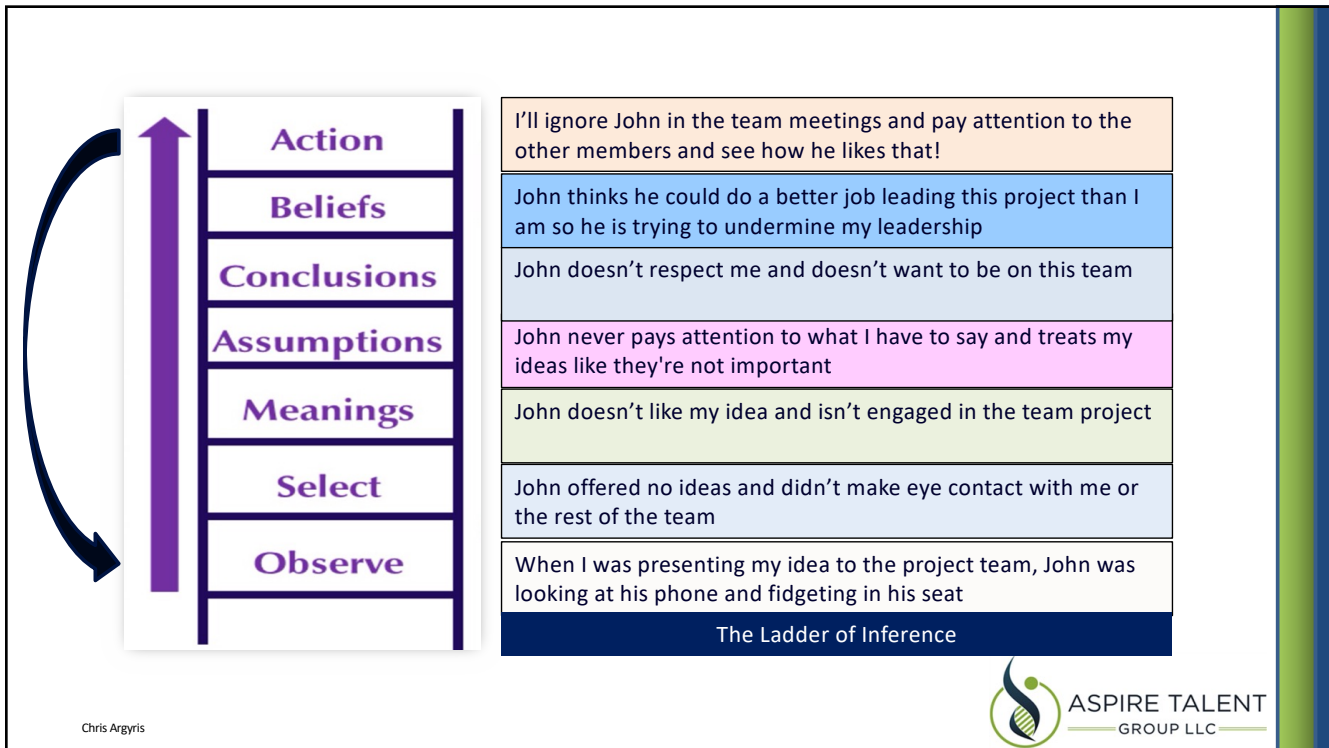 Action
I’ll ignore John in the team meetings and pay attention to the
other members and see how he likes that!
Beliefs
John thinks he could do a better job leading this project than I
am so he is trying to undermine my leadership
Conclusions
John doesn’t respect me and doesn’t want to be on this team
Assumptions
John never pays attention to what I have to say and treats my
ideas like they're not important
Meanings
John doesn’t like my idea and isn’t engaged in the team project
Select
John offered no ideas and didn’t make eye contact with me or
the rest of the team
Observe
When I was presenting my idea to the project team, John was
looking at his phone and fidgeting in his seat
The Ladder of Inference
Chris Argyris
ASPIRE TALENT
GROUP LLC